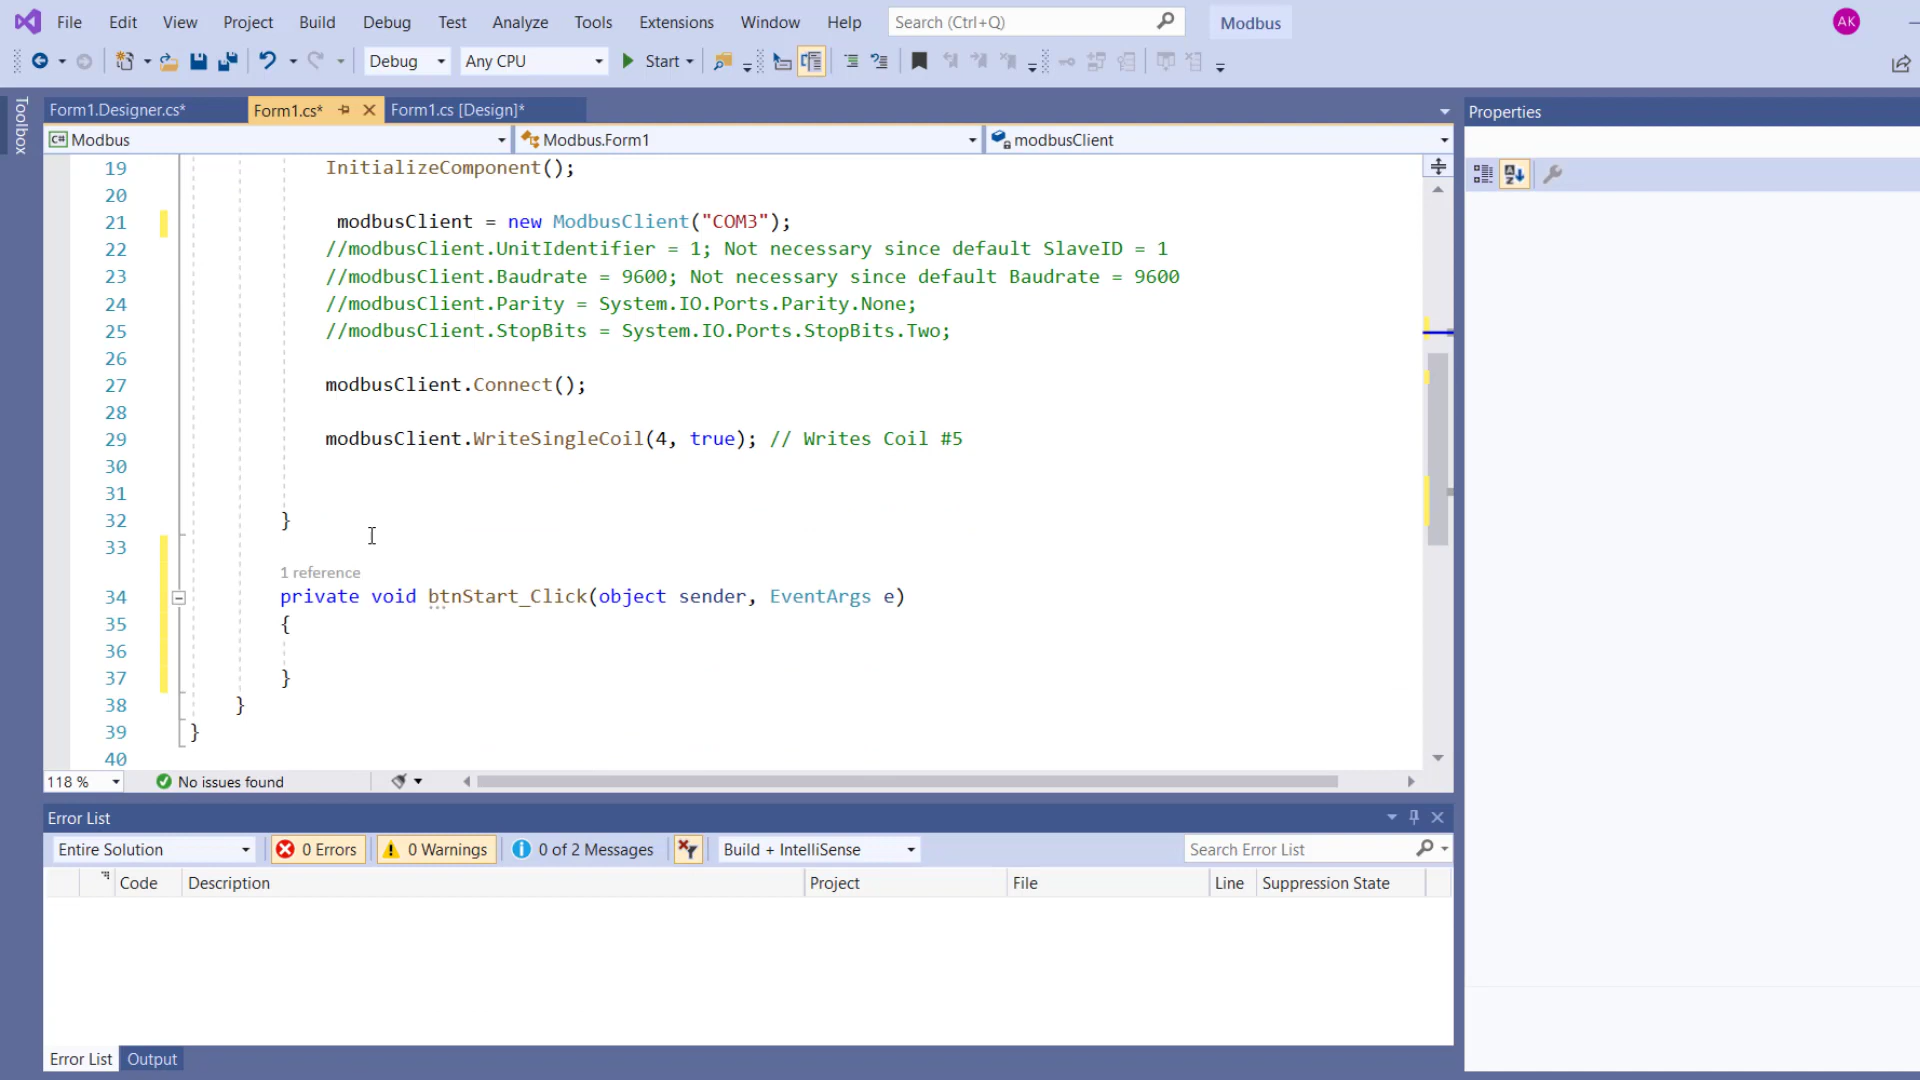 File Edit View Project Build Debug Test Analyze Tools Extensions Window Help Search (Ctrl+Q) Modbus AK
Debug Any CPU Start
Toolbox
Form1.Designer.cs* Form1.cs* Form1.cs [Design]*
Properties
C# Modbus Modbus.Form1 modbusClient
19 InitializeComponent();
20
21 modbusClient = new ModbusClient("COM3");
22 //modbusClient.UnitIdentifier = 1; Not necessary since default SlaveID = 1
23 //modbusClient.Baudrate = 9600; Not necessary since default Baudrate = 9600
24 //modbusClient.Parity = System.IO.Ports.Parity.None;
25 //modbusClient.StopBits = System.IO.Ports.StopBits.Two;
26
27 modbusClient.Connect();
28
29 modbusClient.WriteSingleCoil(4, true); // Writes Coil #5
30
31
32 }
33
1 reference
34 private void btnStart_Click(object sender, EventArgs e)
35 {
36
37 }
38 }
39 }
40
118 % No issues found
Error List
Entire Solution 0 Errors 0 Warnings 0 of 2 Messages Build + IntelliSense Search Error List
Code Description Project File Line Suppression State
Error List Output